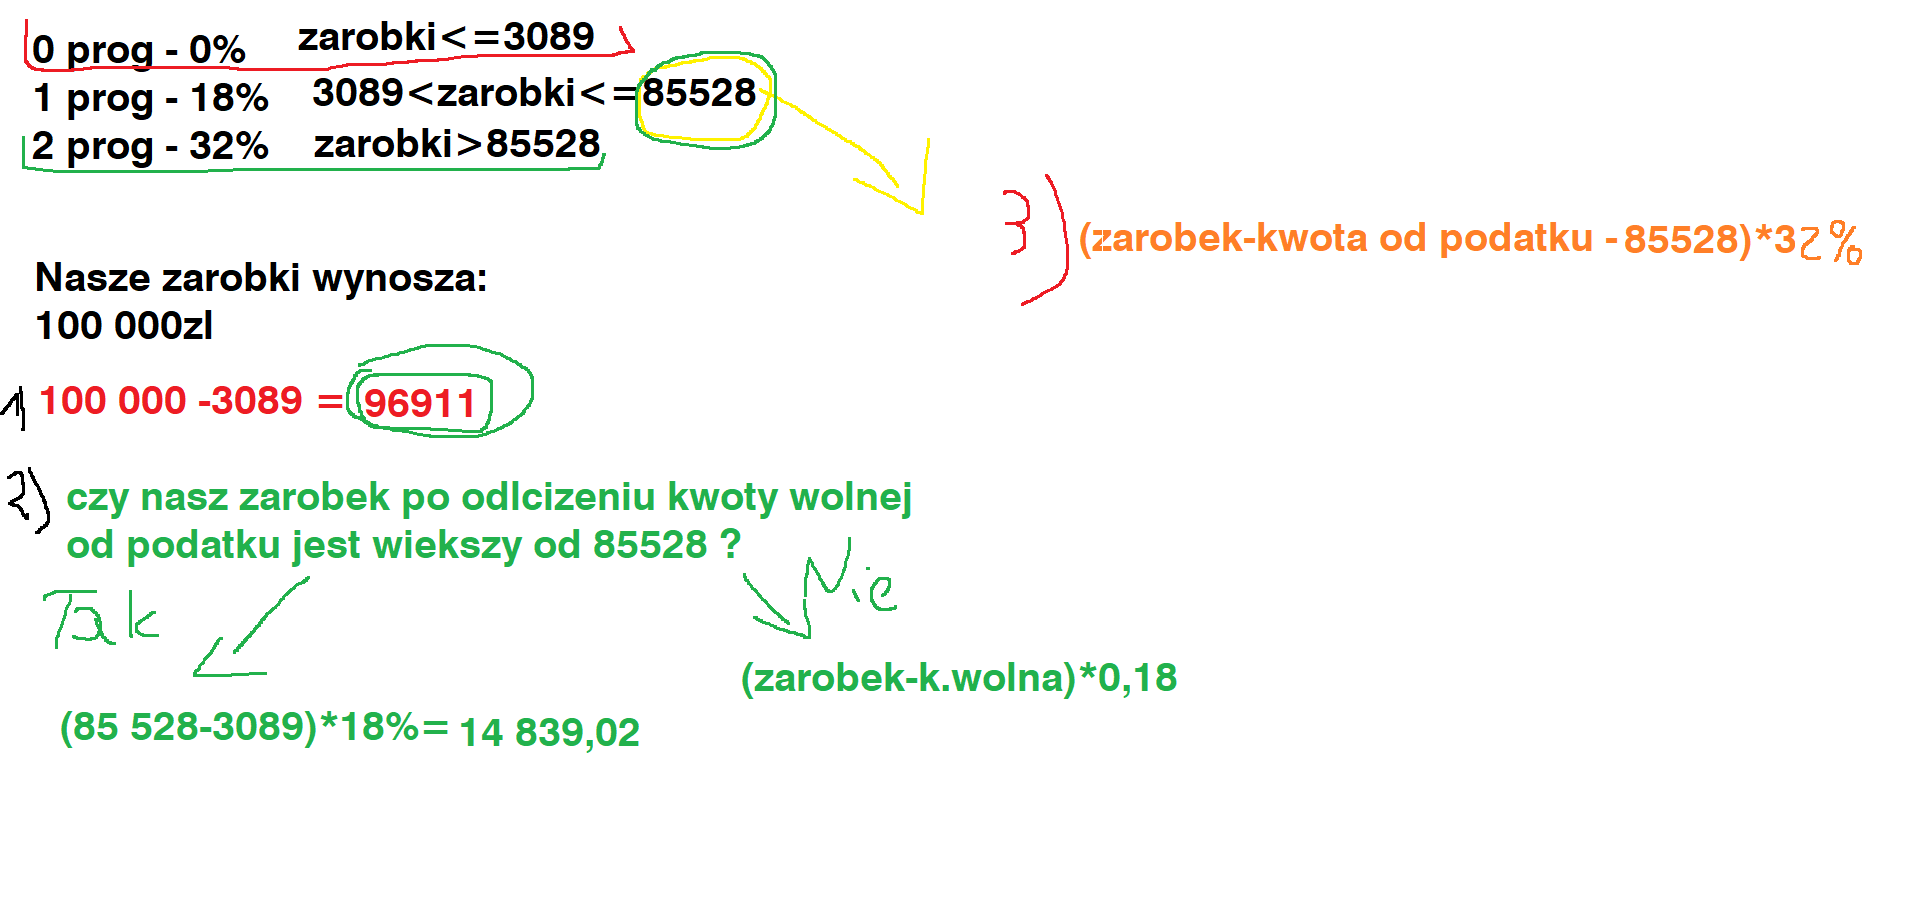 0 prog - 0% zarobki<=3089
1 prog - 18% 3089<zarobki<=85528
2 prog - 32% zarobki>85528
3) (zarobek-kwota od podatku - 85528)*32%
Nasze zarobki wynosza:
100 000zl
1 100 000 -3089 = 96911
2) czy nasz zarobek po odlcizeniu kwoty wolnej
od podatku jest wiekszy od 85528 ?
Tak Nie
(zarobek-k.wolna)*0,18
(85 528-3089)*18%= 14 839,02